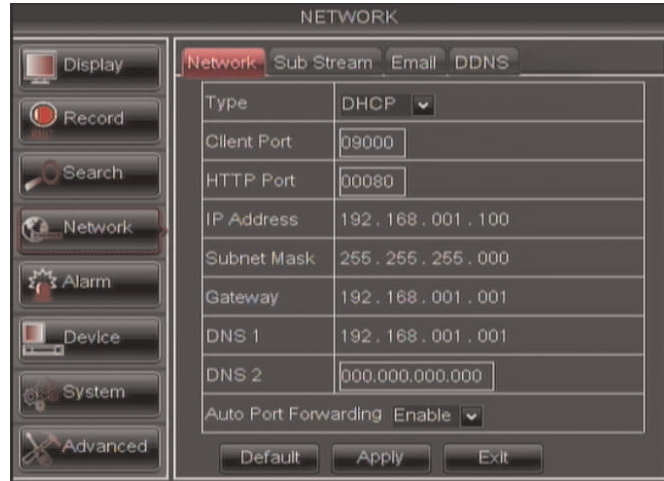 NETWORK
Display
Record
Search
Network
Alarm
Device
System
Advanced
Network Sub Stream Email DDNS
Type DHCP
Client Port 09000
HTTP Port 00080
IP Address 192 . 168 . 001 . 100
Subnet Mask 255 . 255 . 255 . 000
Gateway 192 . 168 . 001 . 001
DNS 1 192 . 168 . 001 . 001
DNS 2 000.000.000.000
Auto Port Forwarding Enable
Default Apply Exit